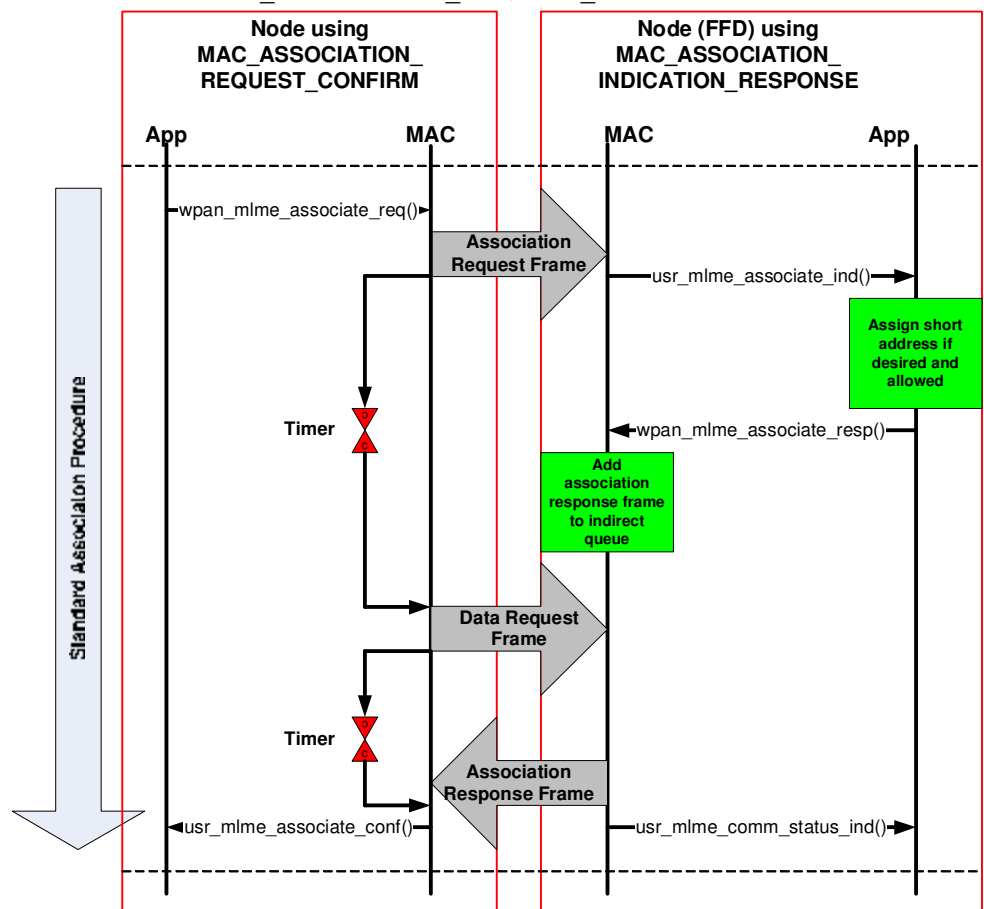 Node using
MAC_ASSOCIATION_
REQUEST_CONFIRM
Node (FFD) using
MAC_ASSOCIATION_
INDICATION_RESPONSE
App
MAC
MAC
App
wpan_mlme_associate_req()
Association
Request Frame
usr_mlme_associate_ind()
Assign short
address if
desired and
allowed
Timer
wpan_mlme_associate_resp()
Add
association
response frame
to indirect
queue
Standard Associaton Procedure
Data Request
Frame
Timer
Association
Response Frame
usr_mlme_associate_conf()
usr_mlme_comm_status_ind()